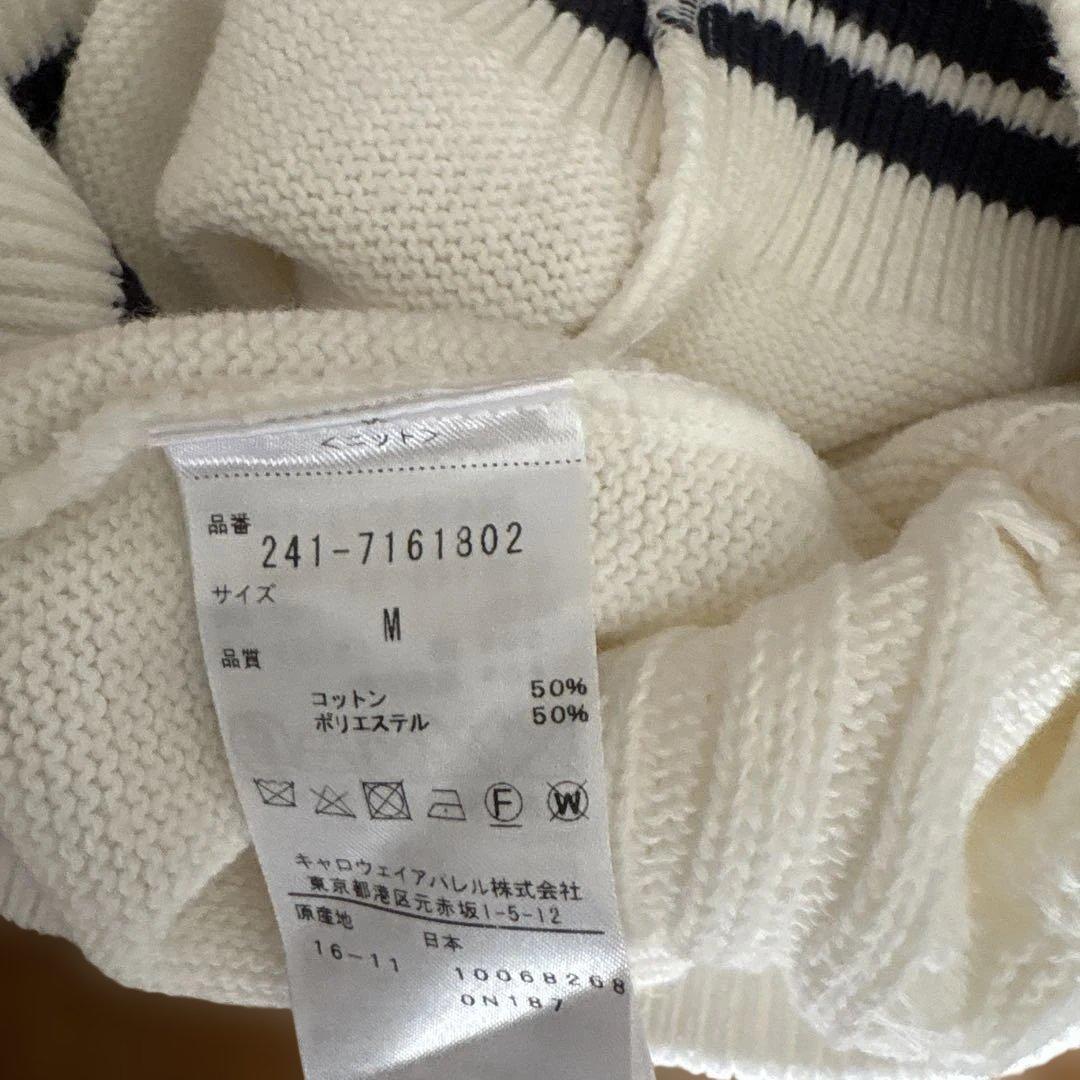 <ニット>
品番
241-7161802
サイズ
M
品質
コットン 50%
ポリエステル 50%
F W
キャロウェイアパレル株式会社
東京都港区元赤坂1-5-12
原産地
日本
16-11
10068268
0N187